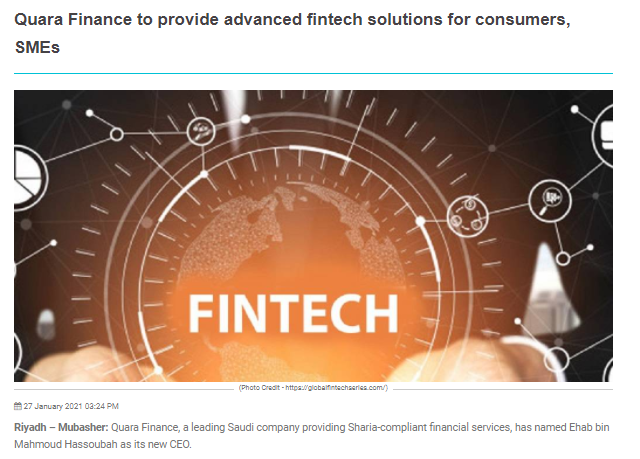 Quara Finance to provide advanced fintech solutions for consumers,
SMEs
FINTECH
(Photo Credit - https://globalfintechseries.com/)
27 January 2021 03:24 PM
Riyadh – Mubasher: Quara Finance, a leading Saudi company providing Sharia-compliant financial services, has named Ehab bin
Mahmoud Hassoubah as its new CEO.